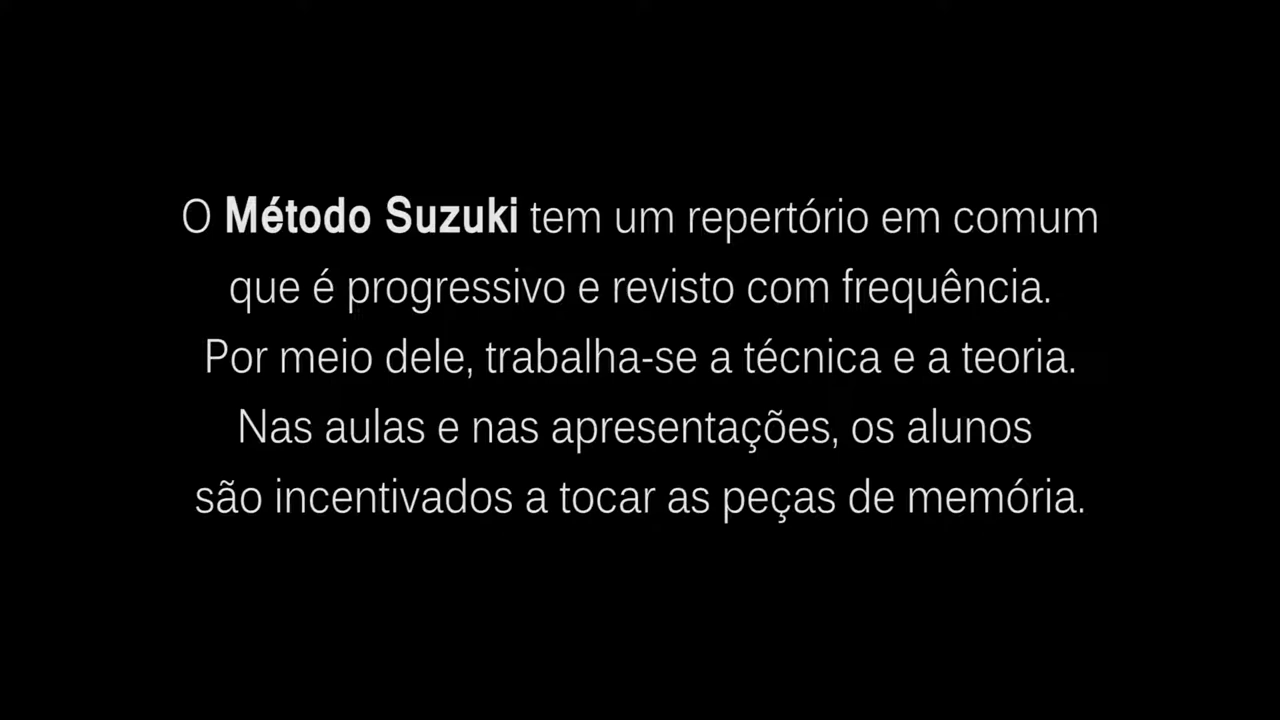 O Método Suzuki tem um repertório em comum
que é progressivo e revisto com frequência.
Por meio dele, trabalha-se a técnica e a teoria.
Nas aulas e nas apresentações, os alunos
são incentivados a tocar as peças de memória.